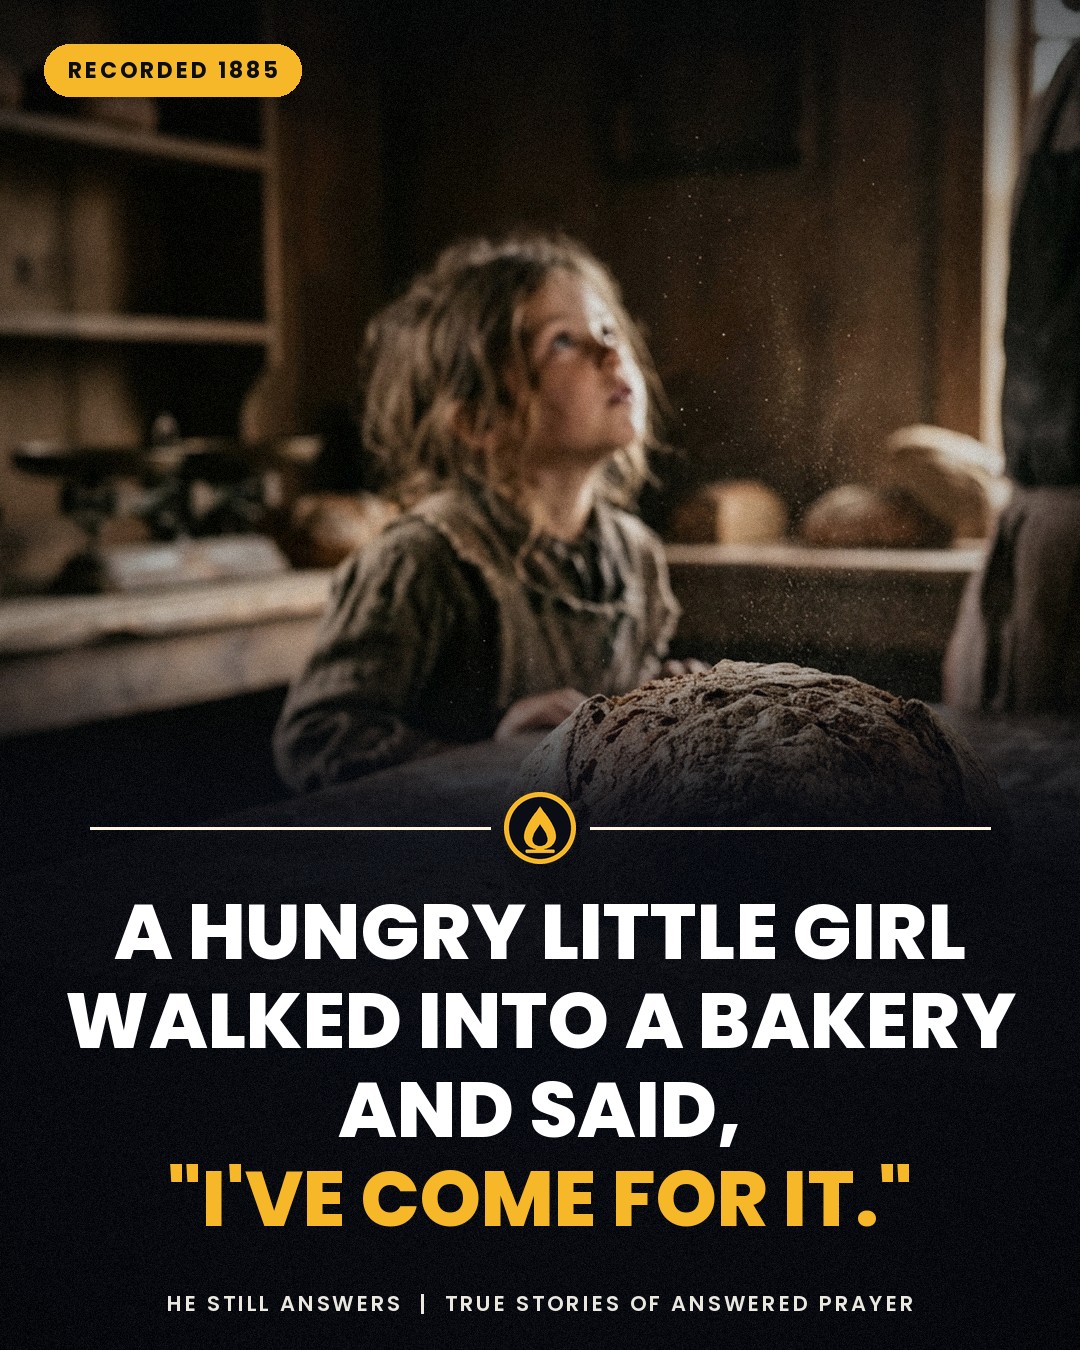 RECORDED 1885
A HUNGRY LITTLE GIRL
WALKED INTO A BAKERY
AND SAID,
"I'VE COME FOR IT."
HE STILL ANSWERS | TRUE STORIES OF ANSWERED PRAYER